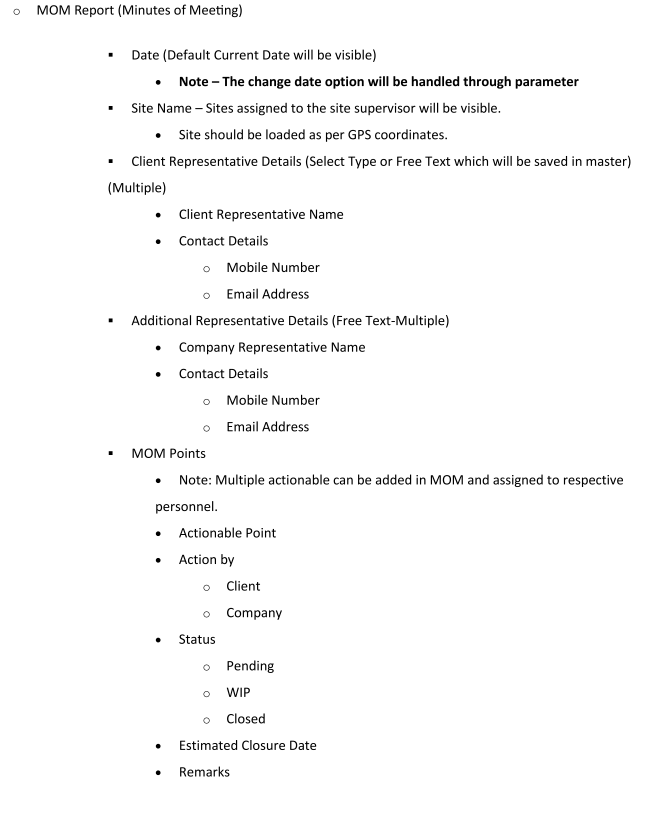 o MOM Report (Minutes of Meeting)
▪ Date (Default Current Date will be visible)
• Note – The change date option will be handled through parameter
▪ Site Name – Sites assigned to the site supervisor will be visible.
• Site should be loaded as per GPS coordinates.
▪ Client Representative Details (Select Type or Free Text which will be saved in master)
(Multiple)
• Client Representative Name
• Contact Details
o Mobile Number
o Email Address
▪ Additional Representative Details (Free Text-Multiple)
• Company Representative Name
• Contact Details
o Mobile Number
o Email Address
▪ MOM Points
• Note: Multiple actionable can be added in MOM and assigned to respective
personnel.
• Actionable Point
• Action by
o Client
o Company
• Status
o Pending
o WIP
o Closed
• Estimated Closure Date
• Remarks